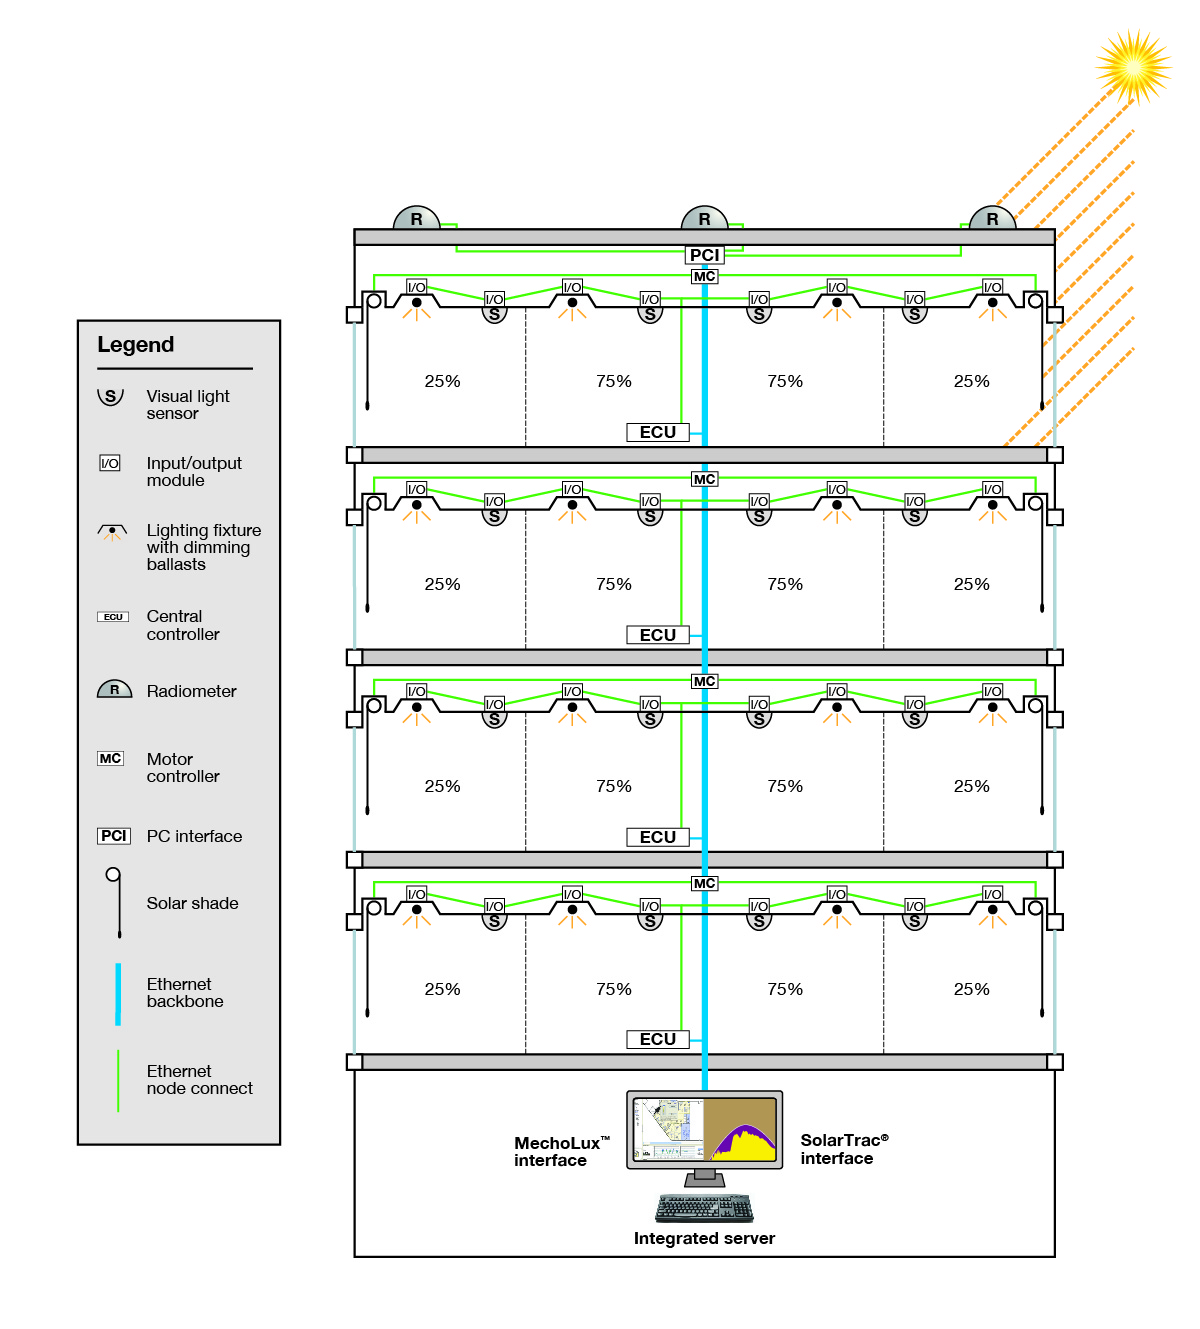 R R R
PCI
MC
I/O I/O I/O I/O
I/O I/O I/O I/O
S S S S
25% 75% 75% 25%
ECU
MC
I/O I/O I/O I/O
I/O I/O I/O I/O
S S S S
25% 75% 75% 25%
ECU
MC
I/O I/O I/O I/O
I/O I/O I/O I/O
S S S S
25% 75% 75% 25%
ECU
MC
I/O I/O I/O I/O
I/O I/O I/O I/O
S S S S
25% 75% 75% 25%
ECU
MechoLux™
interface
SolarTrac®
interface
Integrated server
Legend
S Visual light
sensor
I/O Input/output
module
Lighting fixture
with dimming
ballasts
ECU Central
controller
R Radiometer
MC Motor
controller
PCI PC interface
Solar shade
Ethernet
backbone
Ethernet
node connect